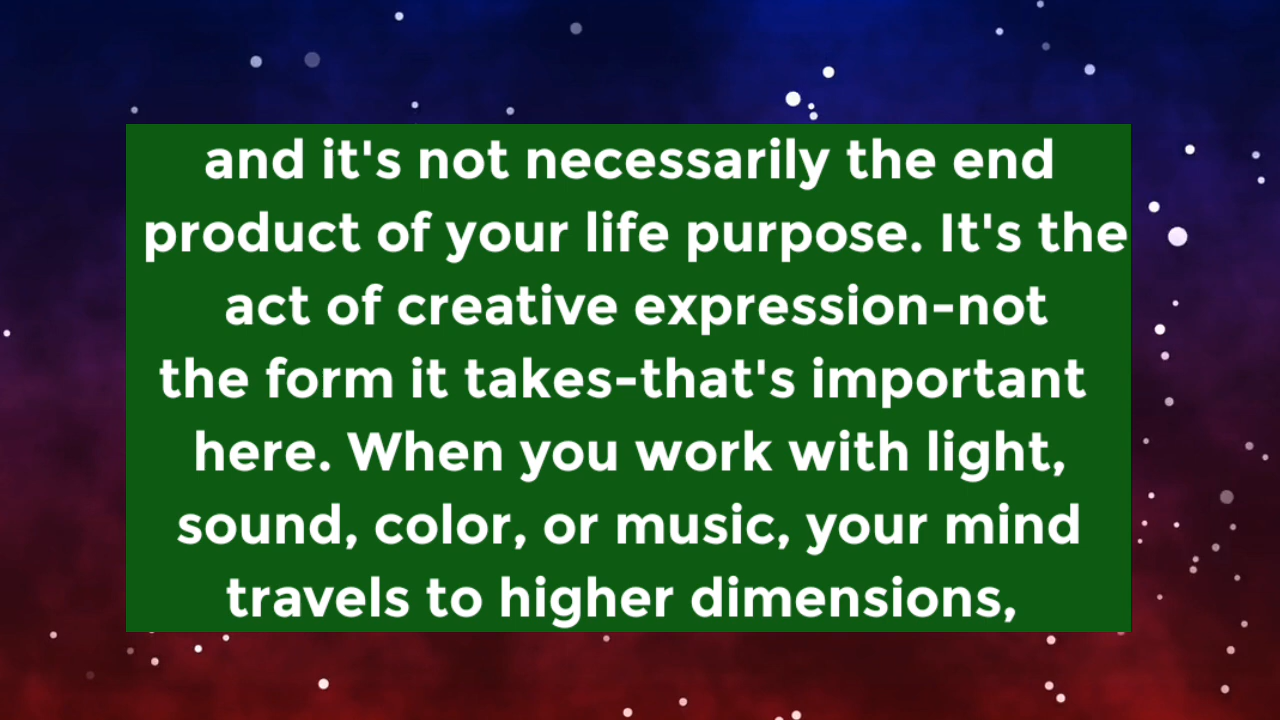 and it's not necessarily the end
product of your life purpose. It's the
act of creative expression-not
the form it takes-that's important
here. When you work with light,
sound, color, or music, your mind
travels to higher dimensions,